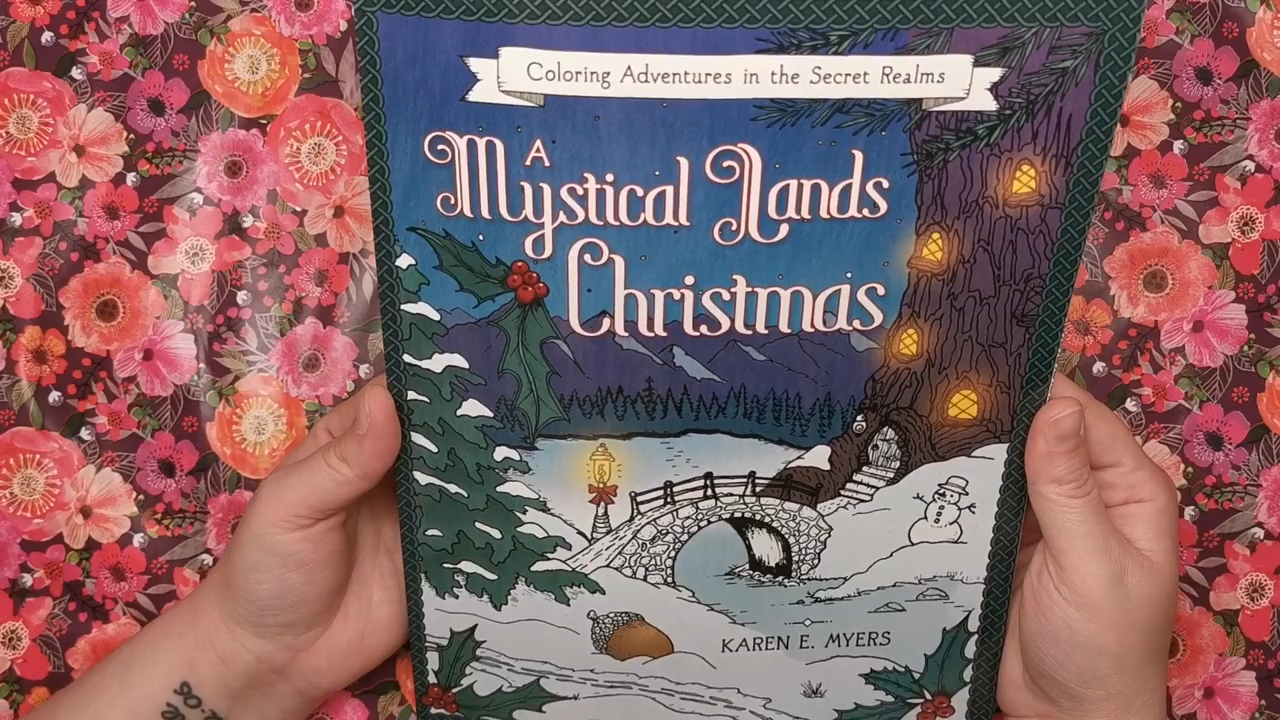 Coloring Adventures in the Secret Realms
A
Mystical Lands
Christmas
KAREN E. MYERS